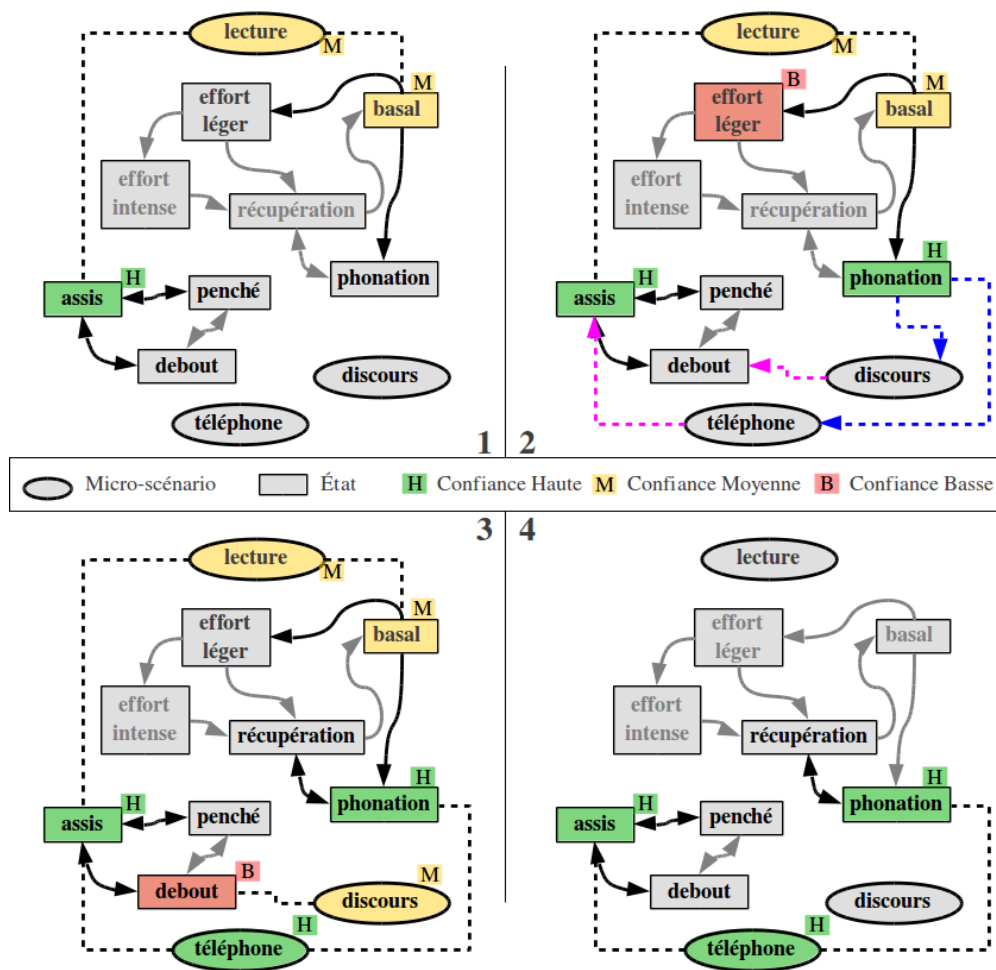 lecture
M
effort
léger
M
basal
effort
intense
récupération
H
assis
penché
phonation
debout
discours
téléphone
1
lecture
M
B
effort
léger
M
basal
effort
intense
récupération
H
phonation
H
assis
penché
debout
discours
téléphone
2
Micro-scénario
État
H Confiance Haute
M Confiance Moyenne
B Confiance Basse
3
lecture
M
effort
léger
M
basal
effort
intense
récupération
H
phonation
H
assis
penché
B
debout
M
discours
H
téléphone
4
lecture
effort
léger
basal
effort
intense
récupération
H
phonation
H
assis
penché
debout
discours
H
téléphone